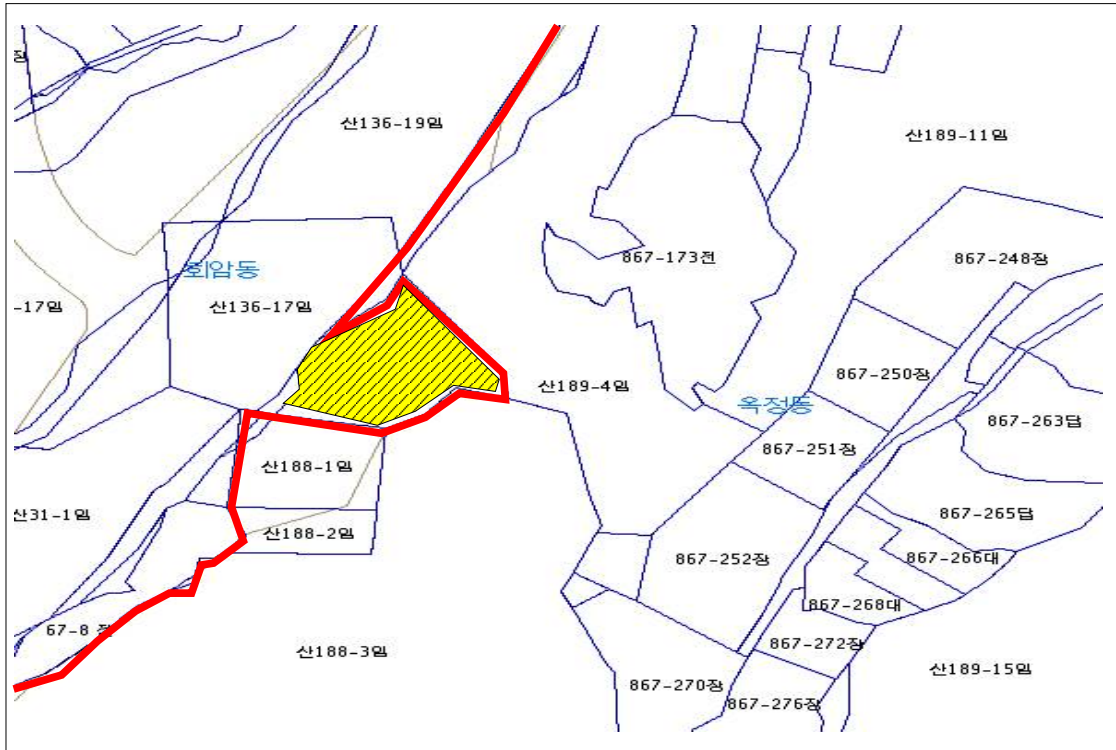 장
산136-19임
산189-11임
867-173전
867-248장
회암동
-17임
산136-17임
867-250장
산189-4임
옥정동
867-263답
867-251장
산188-1임
산31-1임
867-265답
산188-2임
867-252장
867-266대
867-268대
67-8 전
867-272장
산188-3임
산189-15임
867-270장
867-276장